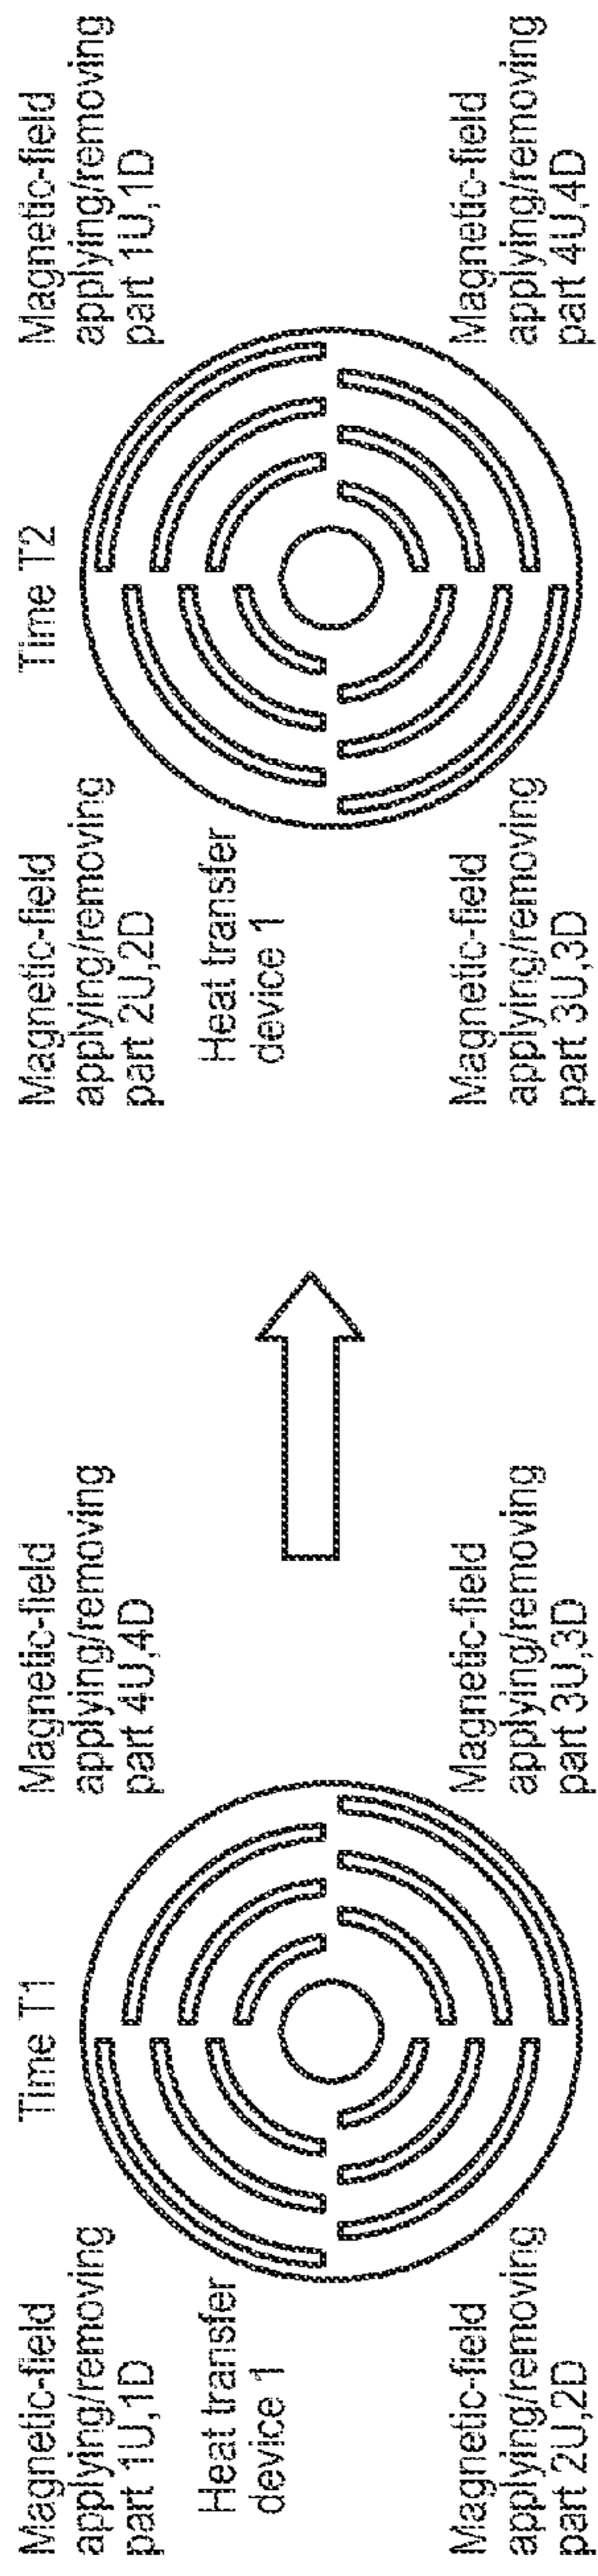 Time T1
Magnetic-field
applying/removing
part 1U,1D
Magnetic-field
applying/removing
part 4U,4D
Heat transfer
device 1
Magnetic-field
applying/removing
part 2U,2D
Magnetic-field
applying/removing
part 3U,3D
Time T2
Magnetic-field
applying/removing
part 2U,2D
Magnetic-field
applying/removing
part 1U,1D
Heat transfer
device 1
Magnetic-field
applying/removing
part 3U,3D
Magnetic-field
applying/removing
part 4U,4D